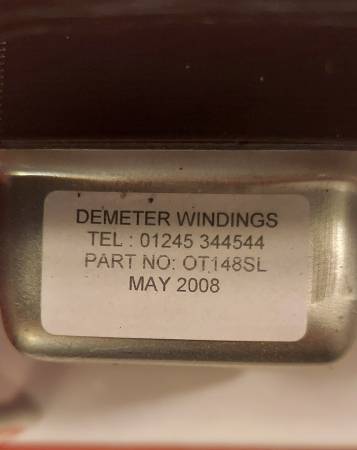 DEMETER WINDINGS
TEL : 01245 344544
PART NO: OT148SL
MAY 2008